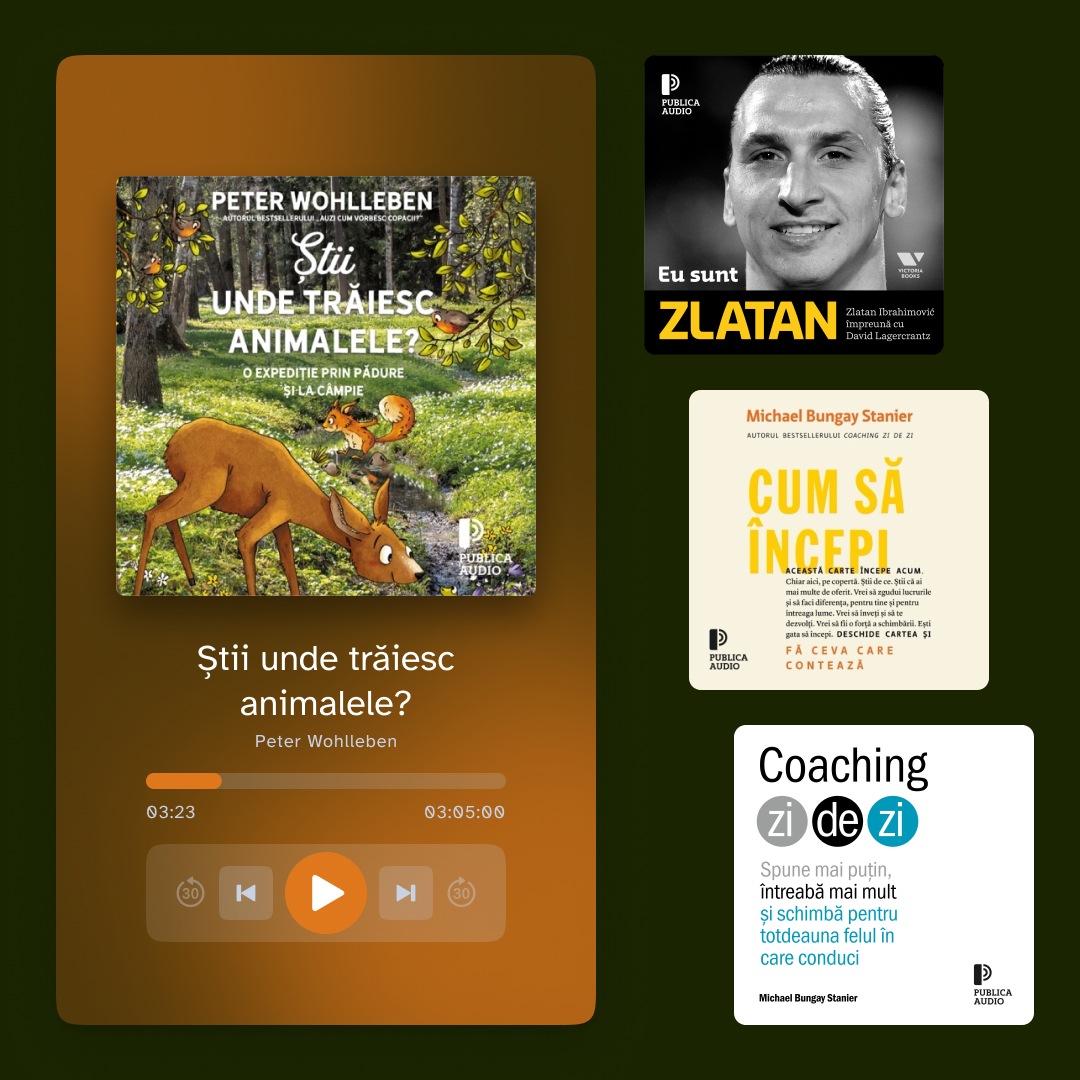 PETER WOHLLEBEN
AUTORUL BESTSELLERULUI „AUZI CUM VORBESC COPACII?”
Știi
UNDE TRĂIESC
ANIMALELE?
O EXPEDIȚIE PRIN PĂDURE
ȘI LA CÂMPIE
PUBLICA
AUDIO
Știi unde trăiesc
animalele?
Peter Wohlleben
03:23
03:05:00
30
30
PUBLICA
AUDIO
VICTORIA
BOOKS
Eu sunt
ZLATAN
Zlatan Ibrahimović
împreună cu
David Lagercrantz
Michael Bungay Stanier
AUTORUL BESTSELLERULUI COACHING ZI DE ZI
CUM SĂ
ÎNCEPI
ACEASTĂ CARTE ÎNCEPE ACUM.
Chiar aici, pe copertă. Știi de ce. Știi că ai
mai multe de oferit. Vrei să zgudui lucrurile
și să faci diferența, pentru tine și pentru
întreaga lume. Vrei să înveți și să te
dezvolți. Vrei să fii o forță a schimbării. Ești
gata să începi. DESCHIDE CARTEA ȘI
FĂ CEVA CARE
CONTEAZĂ
PUBLICA
AUDIO
Coaching
zi de zi
Spune mai puțin,
întreabă mai mult
și schimbă pentru
totdeauna felul în
care conduci
Michael Bungay Stanier
PUBLICA
AUDIO